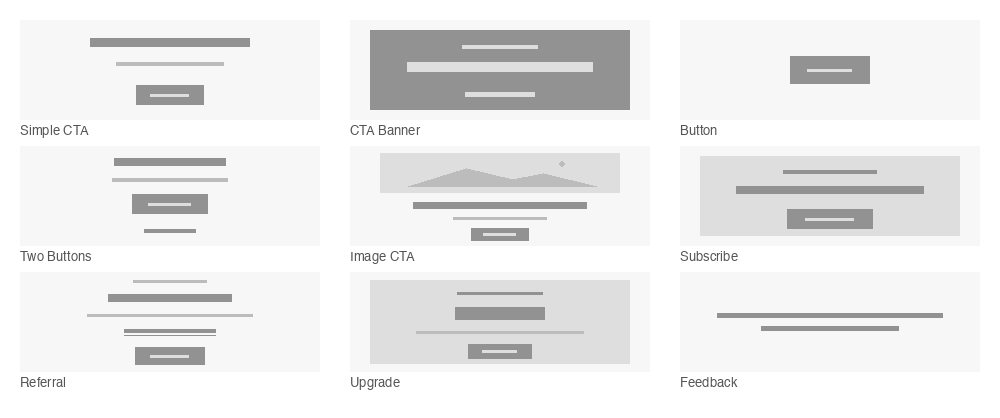 Simple CTA
CTA Banner
Button
Two Buttons
Image CTA
Subscribe
Referral
Upgrade
Feedback